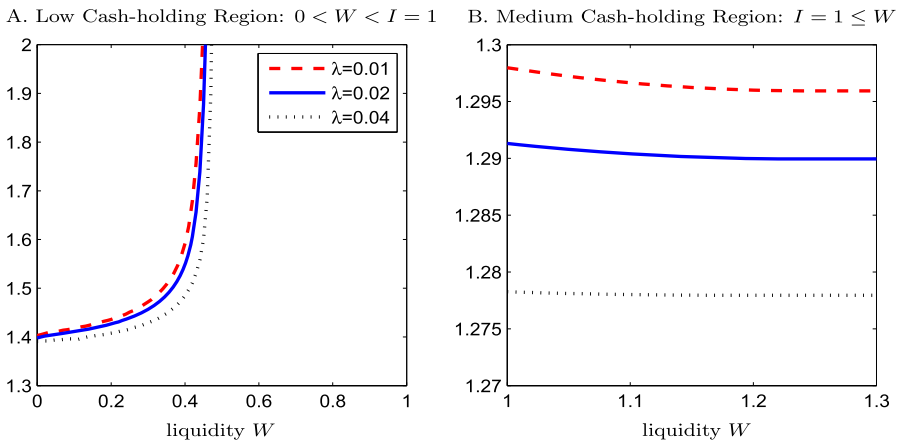 A. Low Cash-holding Region: 0 < W < I = 1
2
1.9
1.8
1.7
1.6
1.5
1.4
1.3
0 0.2 0.4 0.6 0.8 1
liquidity W
λ=0.01
λ=0.02
λ=0.04
B. Medium Cash-holding Region: I = 1 ≤ W
1.3
1.295
1.29
1.285
1.28
1.275
1.27
1 1.1 1.2 1.3
liquidity W